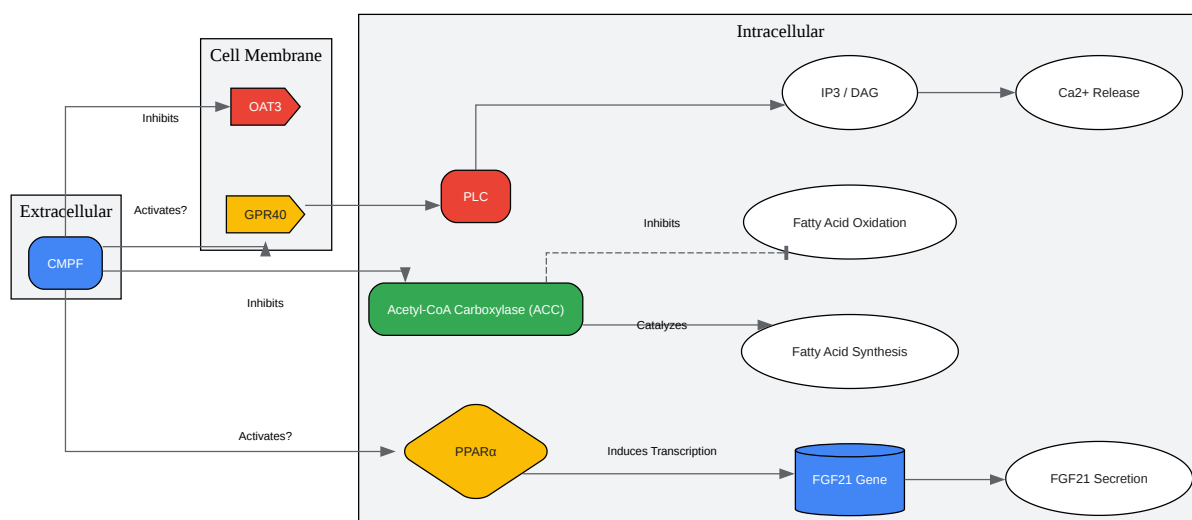 Intracellular
Cell Membrane
OAT3
Inhibits
IP3 / DAG
Ca2+ Release
Extracellular
CMPF
Activates?
GPR40
PLC
Inhibits
Fatty Acid Oxidation
Inhibits
Acetyl-CoA Carboxylase (ACC)
Catalyzes
Fatty Acid Synthesis
Activates?
PPARα
Induces Transcription
FGF21 Gene
FGF21 Secretion